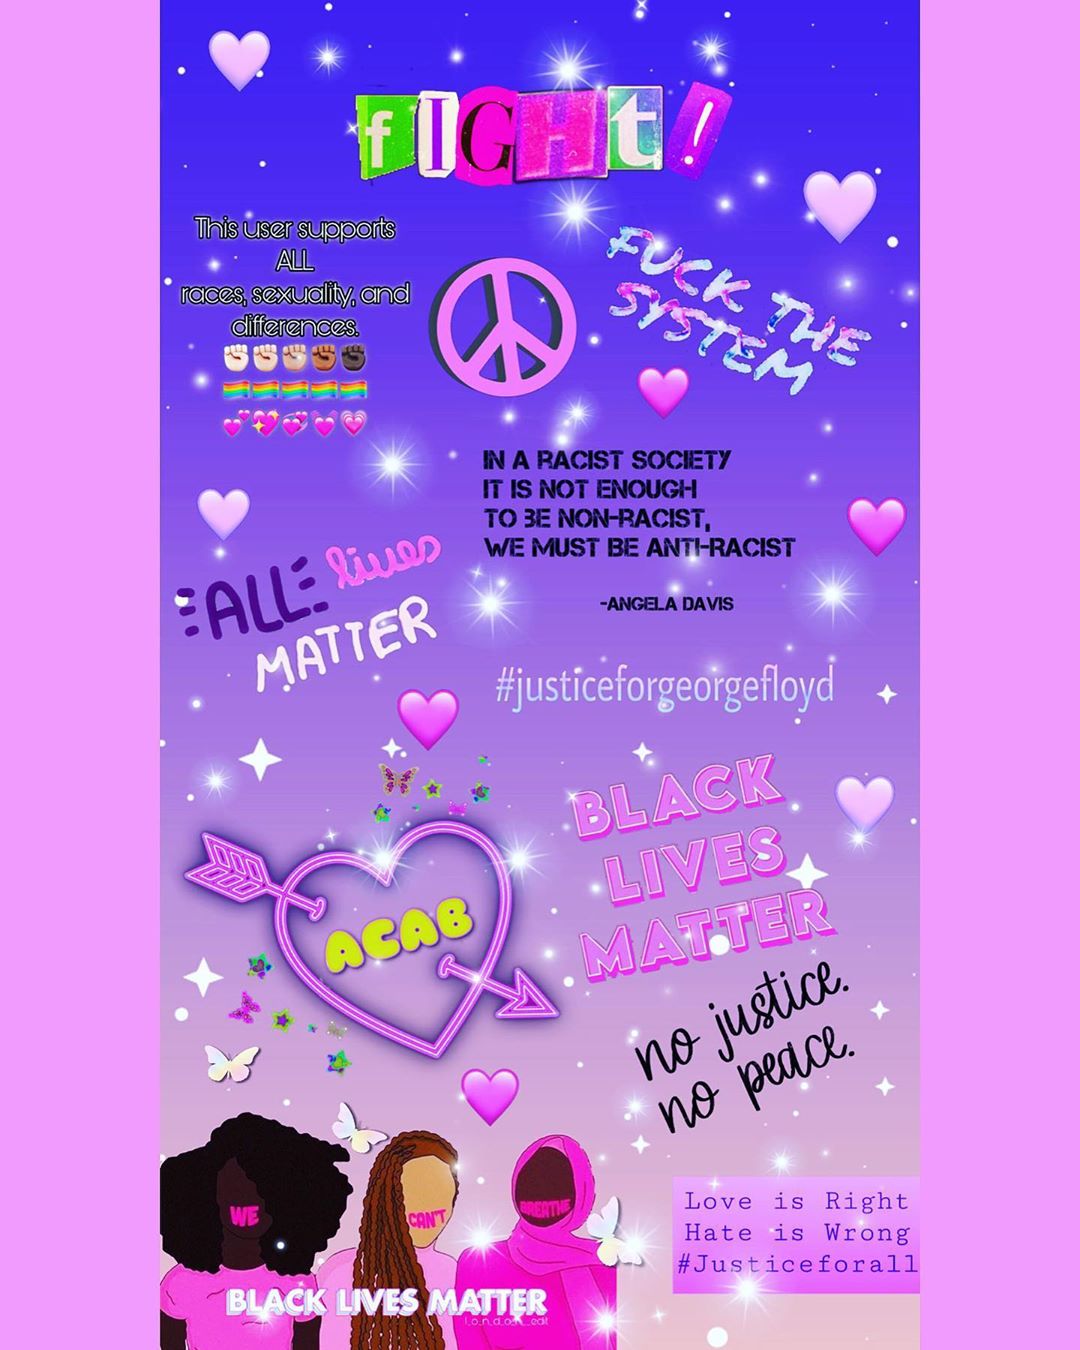 fIGHt!
This user supports
ALL
races, sexuality, and
differences.
FUCK THE
SYSTEM
IN A RACIST SOCIETY
IT IS NOT ENOUGH
TO BE NON-RACIST,
WE MUST BE ANTI-RACIST
-ANGELA DAVIS
ALL lives
MATTER
#justiceforgeorgefloyd
BLACK
LIVES
MATTER
ACAB
no justice.
no peace.
WE
CAN'T
BREATHE
Love is Right
Hate is Wrong
#Justiceforall
BLACK LIVES MATTER